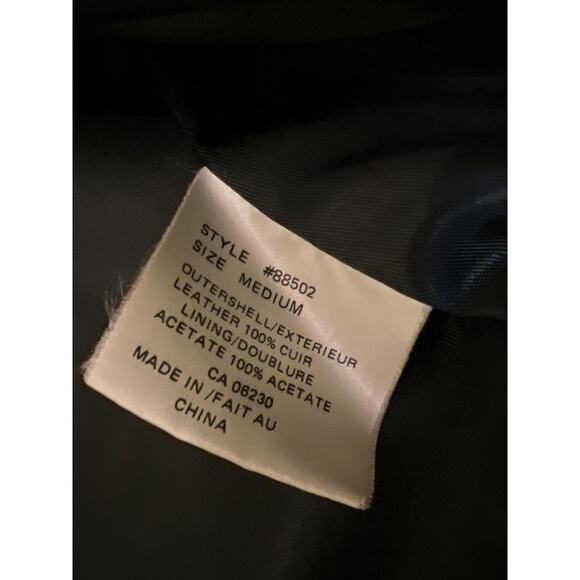 STYLE #88502
SIZE MEDIUM
OUTERSHELL/EXTERIEUR
LEATHER 100% CUIR
LINING/DOUBLURE
ACETATE 100% ACETATE
CA 06230
MADE IN /FAIT AU
CHINA